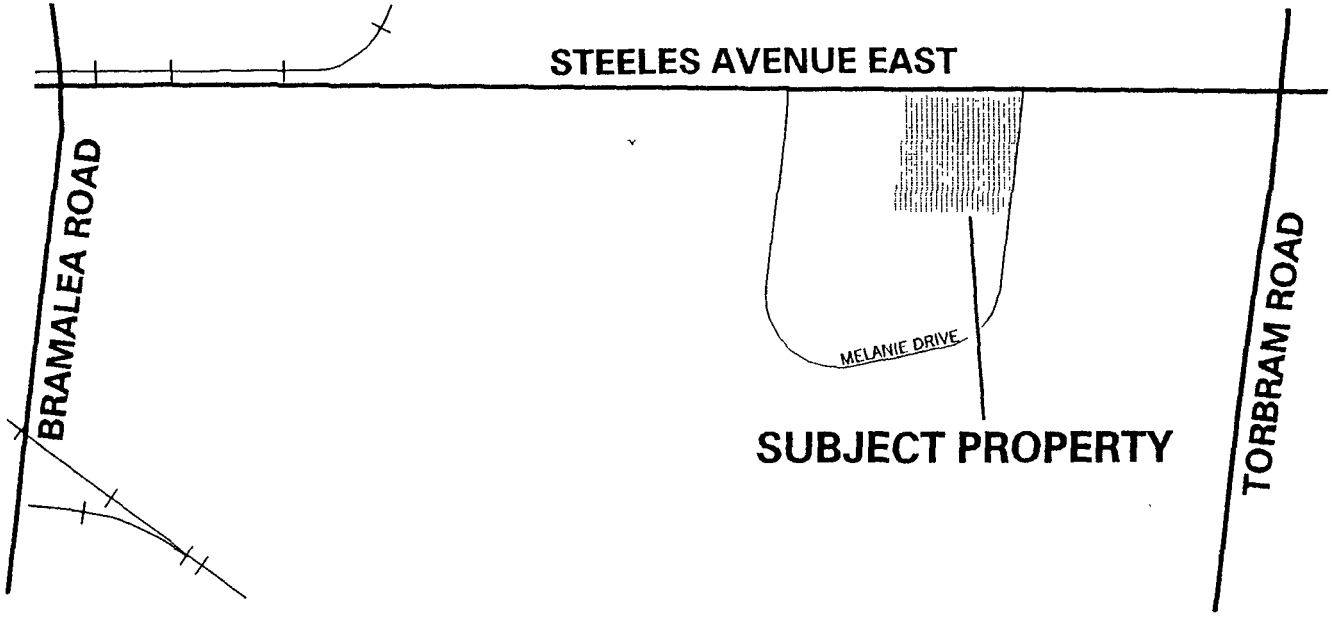 STEELES AVENUE EAST
BRAMALEA ROAD
MELANIE DRIVE
TORBRAM ROAD
SUBJECT PROPERTY